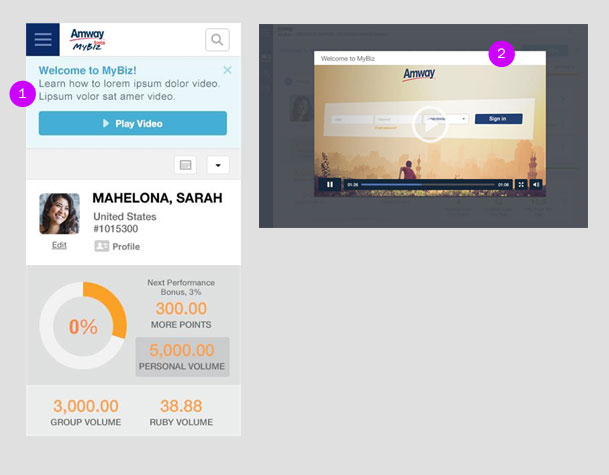 Amway
beta
MyBiz
Welcome to MyBiz!
Learn how to lorem ipsum dolor video.
Lipsum volor sat amer video.
1
Play Video
MAHELONA, SARAH
United States
#1015300
Edit
Profile
0%
Next Performance
Bonus, 3%
300.00
MORE POINTS
5,000.00
PERSONAL VOLUME
3,000.00
GROUP VOLUME
38.88
RUBY VOLUME
2
Welcome to MyBiz
Amway
Sign in
01:26
01:08